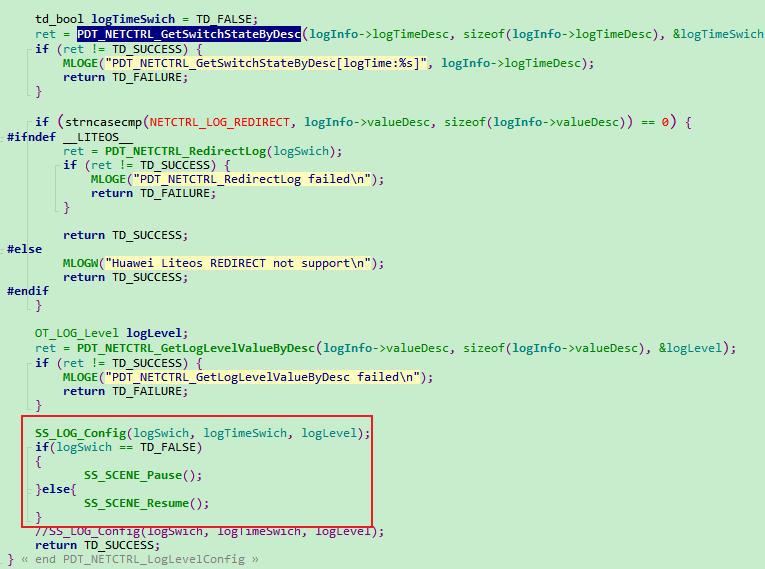 td_bool logTimeSwich = TD_FALSE;
ret = PDT_NETCTRL_GetSwitchStateByDesc(logInfo->logTimeDesc, sizeof(logInfo->logTimeDesc), &logTimeSwich
if (ret != TD_SUCCESS) {
MLOGE("PDT_NETCTRL_GetSwitchStateByDesc[logTime:%s]", logInfo->logTimeDesc);
return TD_FAILURE;
}
if (strncasecmp(NETCTRL_LOG_REDIRECT, logInfo->valueDesc, sizeof(logInfo->valueDesc)) == 0) {
#ifndef __LITEOS__
ret = PDT_NETCTRL_RedirectLog(logSwich);
if (ret != TD_SUCCESS) {
MLOGE("PDT_NETCTRL_RedirectLog failed\n");
return TD_FAILURE;
}
return TD_SUCCESS;
#else
MLOGW("Huawei Liteos REDIRECT not support\n");
return TD_SUCCESS;
#endif
}
OT_LOG_Level logLevel;
ret = PDT_NETCTRL_GetLogLevelValueByDesc(logInfo->valueDesc, sizeof(logInfo->valueDesc), &logLevel);
if (ret != TD_SUCCESS) {
MLOGE("PDT_NETCTRL_GetLogLevelValueByDesc failed\n");
return TD_FAILURE;
}
SS_LOG_Config(logSwich, logTimeSwich, logLevel);
if(logSwich == TD_FALSE)
{
SS_SCENE_Pause();
}else{
SS_SCENE_Resume();
}
//SS_LOG_Config(logSwich, logTimeSwich, logLevel);
return TD_SUCCESS;
} « end PDT_NETCTRL_LogLevelConfig »